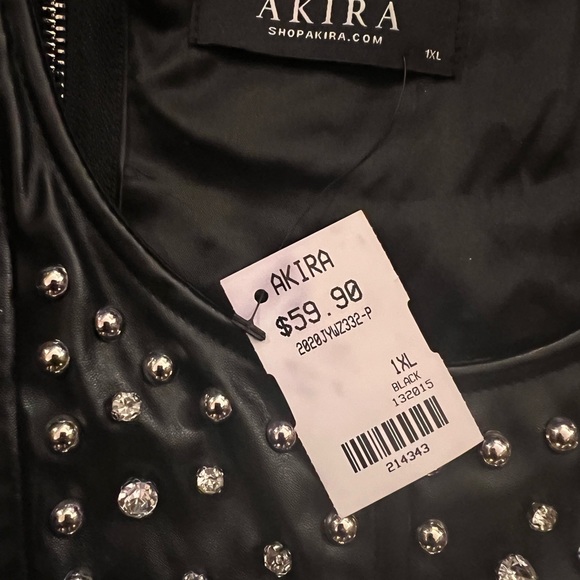 AKIRA
SHOPAKIRA.COM
1XL
AKIRA
$59.90
2020JYWZ332-P
1XL
BLACK
132015
214343